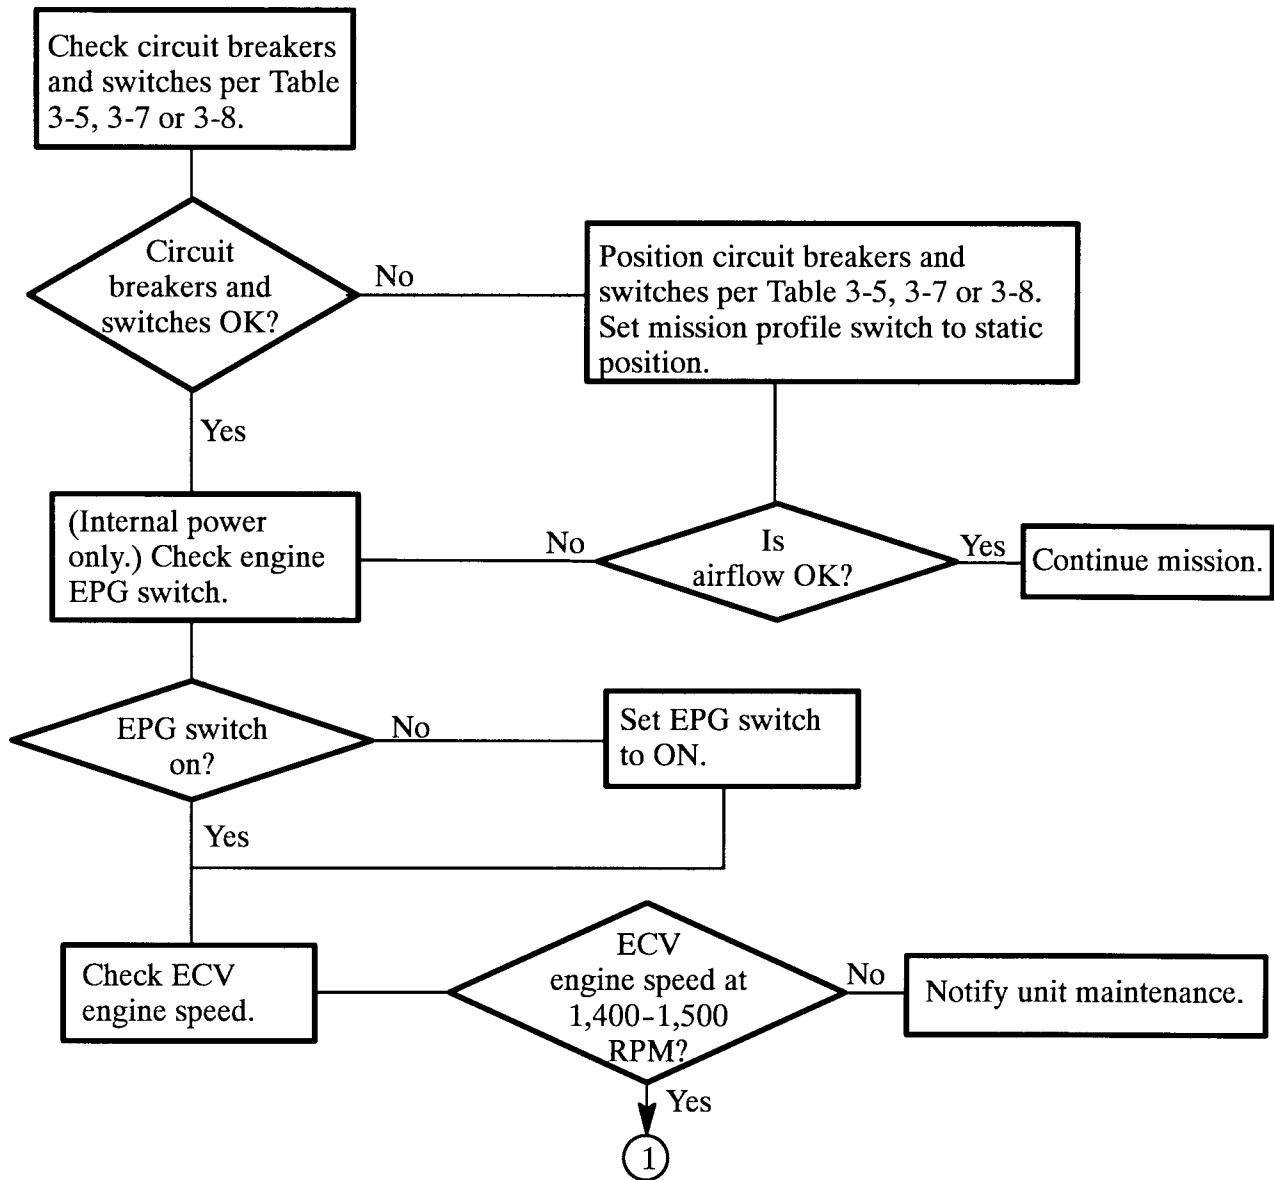 Check circuit breakers
and switches per Table
3-5, 3-7 or 3-8.
Circuit
breakers and
switches OK?
No
Position circuit breakers and
switches per Table 3-5, 3-7 or 3-8.
Set mission profile switch to static
position.
Yes
(Internal power
only.) Check engine
EPG switch.
No
Is
airflow OK?
Yes
Continue mission.
EPG switch
on?
No
Set EPG switch
to ON.
Yes
Check ECV
engine speed.
ECV
engine speed at
1,400-1,500
RPM?
No
Notify unit maintenance.
Yes
1